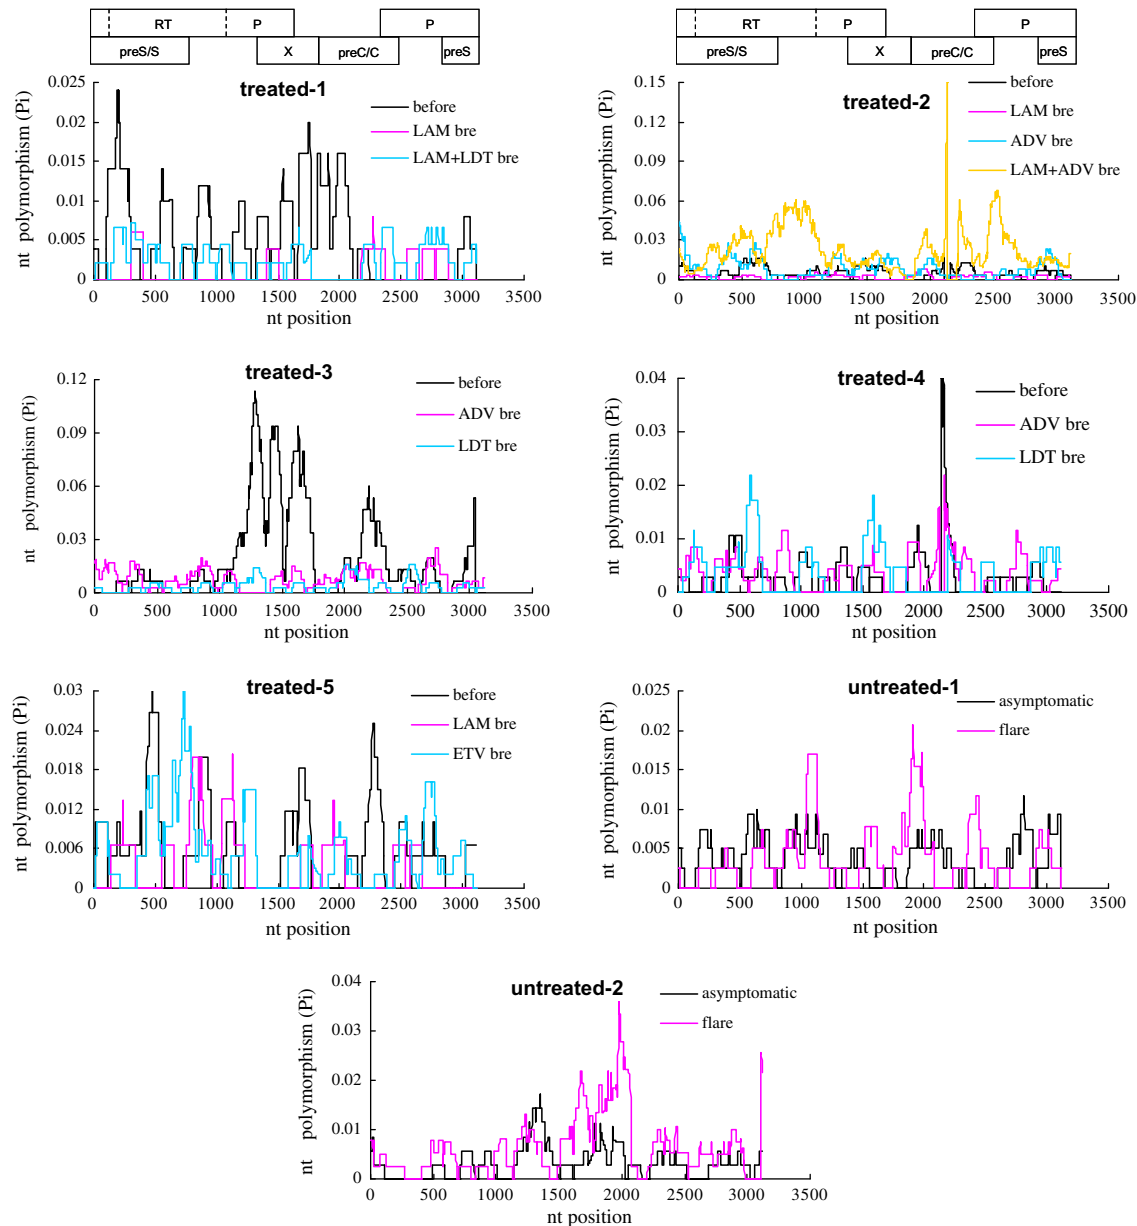 RT P P
preS/S X preC/C preS
RT P P
preS/S X preC/C preS
treated-1
nt polymorphism (Pi)
0.025
0.02
0.015
0.01
0.005
0
before
LAM bre
LAM+LDT bre
0 500 1000 1500 2000 2500 3000 3500
nt position
treated-2
nt polymorphism (Pi)
0.15
0.12
0.09
0.06
0.03
0
before
LAM bre
ADV bre
LAM+ADV bre
0 500 1000 1500 2000 2500 3000 3500
nt position
treated-3
nt polymorphism (Pi)
0.12
0.09
0.06
0.03
0
before
ADV bre
LDT bre
0 500 1000 1500 2000 2500 3000 3500
nt position
treated-4
nt polymorphism (Pi)
0.04
0.03
0.02
0.01
0
before
ADV bre
LDT bre
0 500 1000 1500 2000 2500 3000 3500
nt position
treated-5
nt polymorphism (Pi)
0.03
0.024
0.018
0.012
0.006
0
before
LAM bre
ETV bre
0 500 1000 1500 2000 2500 3000 3500
nt position
untreated-1
nt polymorphism (Pi)
0.025
0.02
0.015
0.01
0.005
0
asymptomatic
flare
0 500 1000 1500 2000 2500 3000 3500
nt position
untreated-2
nt polymorphism (Pi)
0.04
0.03
0.02
0.01
0
asymptomatic
flare
0 500 1000 1500 2000 2500 3000 3500
nt position